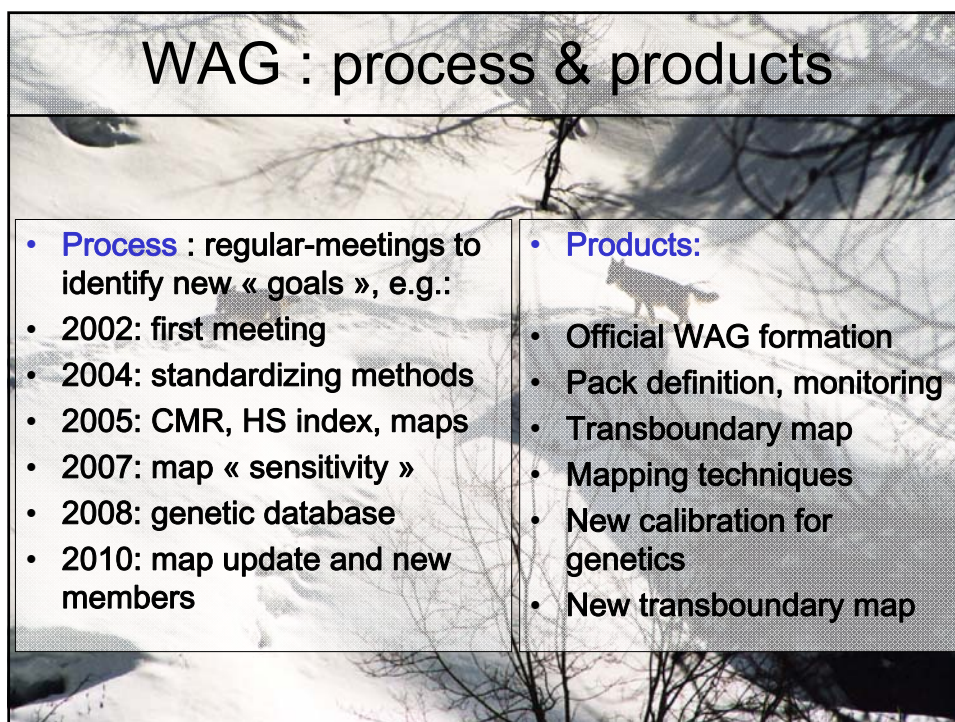 WAG : process & products
• Process : regular-meetings to
identify new « goals », e.g.:
• 2002: first meeting
• 2004: standardizing methods
• 2005: CMR, HS index, maps
• 2007: map « sensitivity »
• 2008: genetic database
• 2010: map update and new
members
• Products:
• Official WAG formation
• Pack definition, monitoring
• Transboundary map
• Mapping techniques
• New calibration for
genetics
• New transboundary map